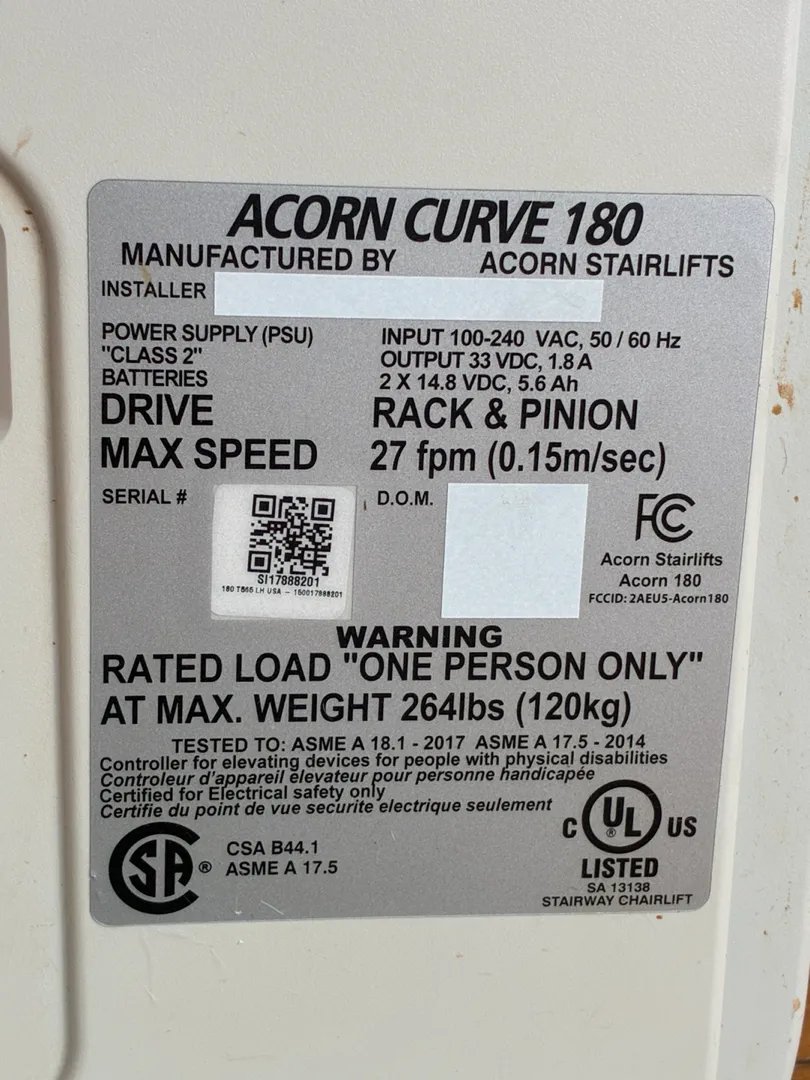 ACORN CURVE 180
MANUFACTURED BY ACORN STAIRLIFTS
INSTALLER
POWER SUPPLY (PSU) INPUT 100-240 VAC, 50 / 60 Hz
"CLASS 2" OUTPUT 33 VDC, 1.8 A
BATTERIES 2 X 14.8 VDC, 5.6 Ah
DRIVE RACK & PINION
MAX SPEED 27 fpm (0.15m/sec)
SERIAL # D.O.M.
SI17888201
180 T565 LH USA - 150017888201
FC
Acorn Stairlifts
Acorn 180
FCCID: 2AEU5-Acorn180
WARNING
RATED LOAD "ONE PERSON ONLY"
AT MAX. WEIGHT 264lbs (120kg)
TESTED TO: ASME A 18.1 - 2017 ASME A 17.5 - 2014
Controller for elevating devices for people with physical disabilities
Controleur d'appareil elevateur pour personne handicapée
Certified for Electrical safety only
Certifie du point de vue securite electrique seulement
SA ® CSA B44.1
ASME A 17.5
C UL ® US
LISTED
SA 13138
STAIRWAY CHAIRLIFT